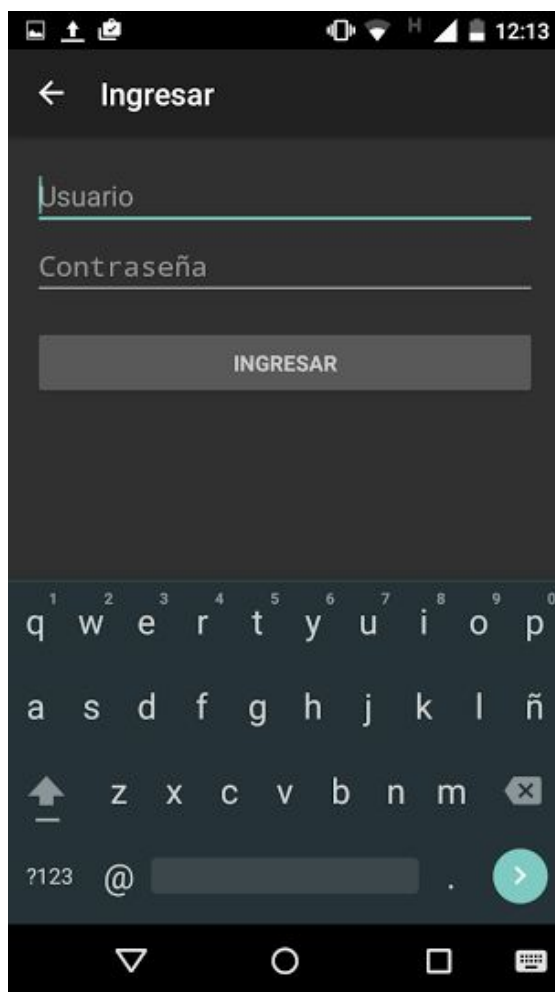 H 12:13
Ingresar
Usuario
Contraseña
INGRESAR
1 2 3 4 5 6 7 8 9 0
q w e r t y u i o p
a s d f g h j k l ñ
z x c v b n m
?123 @ .